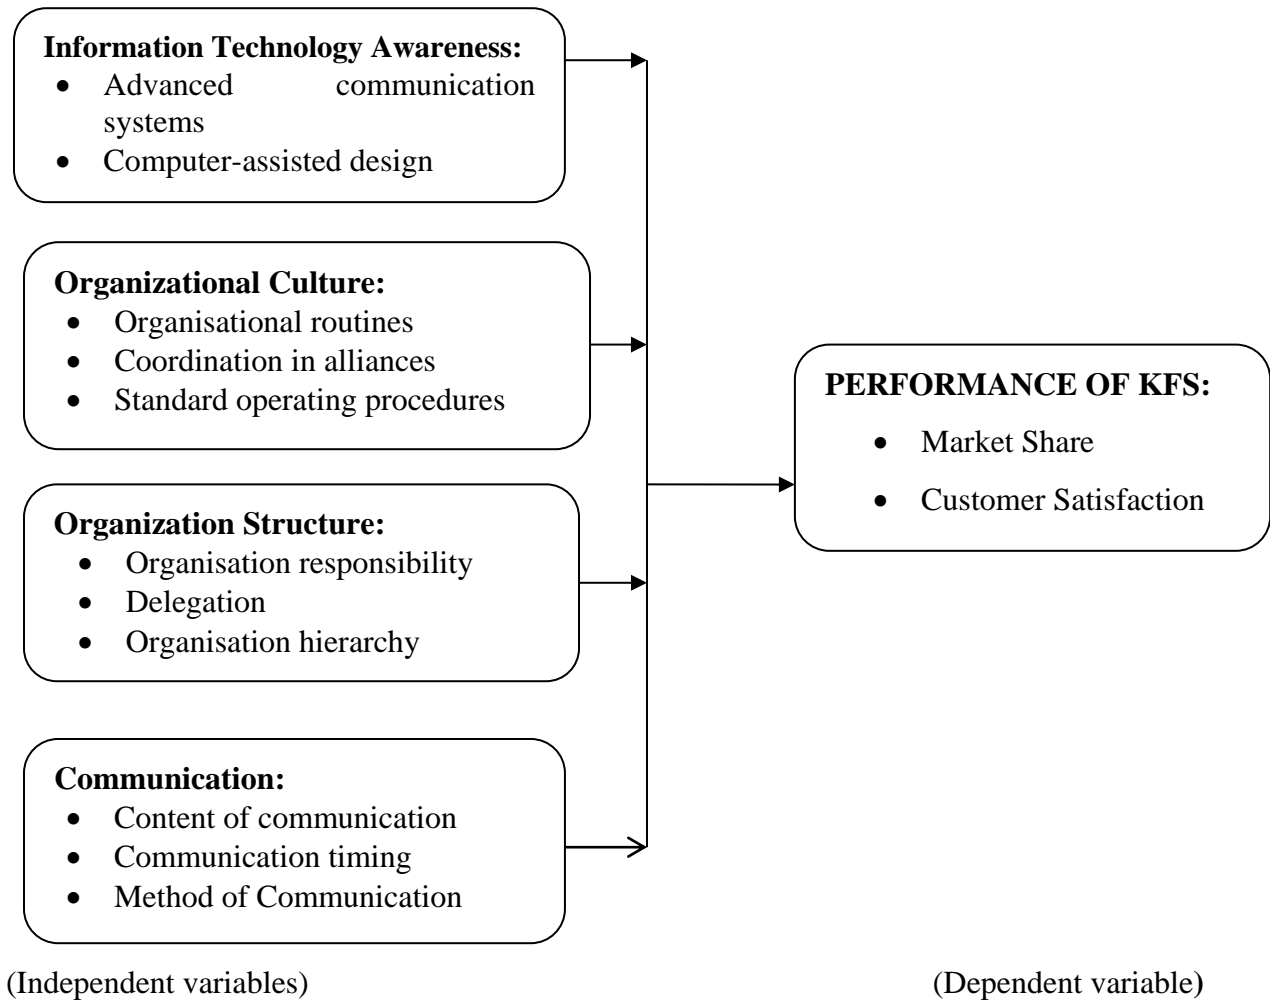 Information Technology Awareness:
• Advanced communication
systems
• Computer-assisted design
Organizational Culture:
• Organisational routines
• Coordination in alliances
• Standard operating procedures
Organization Structure:
• Organisation responsibility
• Delegation
• Organisation hierarchy
Communication:
• Content of communication
• Communication timing
• Method of Communication
PERFORMANCE OF KFS:
• Market Share
• Customer Satisfaction
(Independent variables)
(Dependent variable)